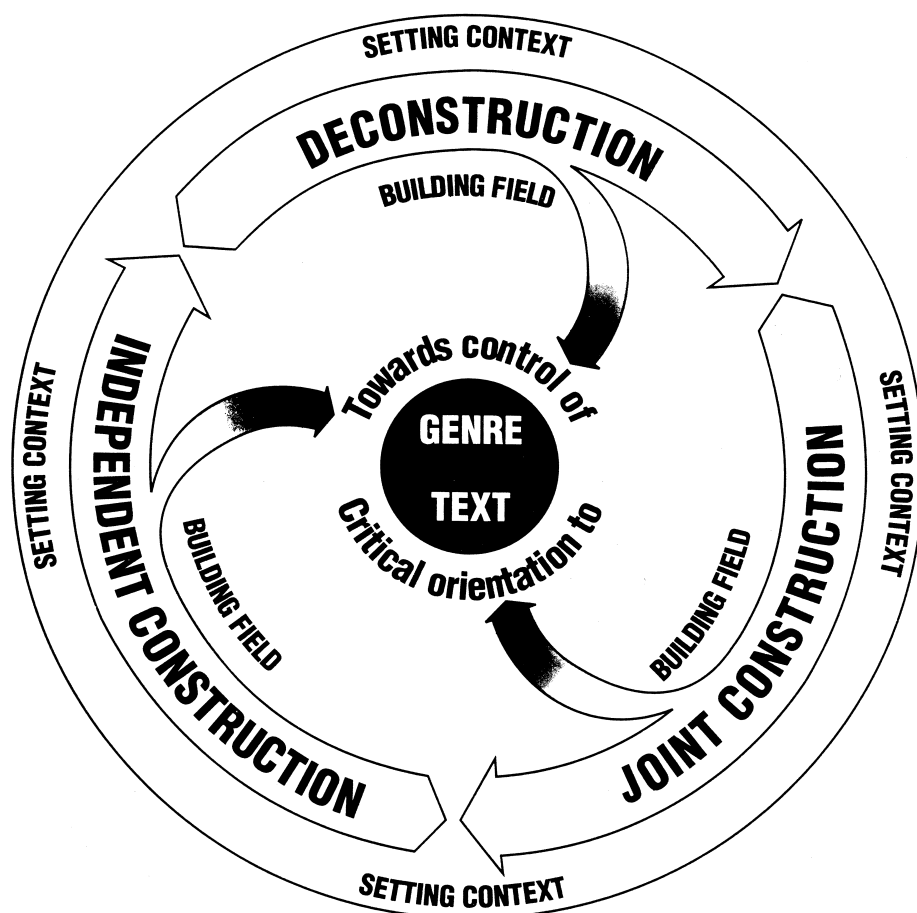 SETTING CONTEXT
DECONSTRUCTION
BUILDING FIELD
SETTING CONTEXT
INDEPENDENT CONSTRUCTION
BUILDING FIELD
Towards control of
GENRE
TEXT
Critical orientation to
BUILDING FIELD
JOINT CONSTRUCTION
SETTING CONTEXT
SETTING CONTEXT